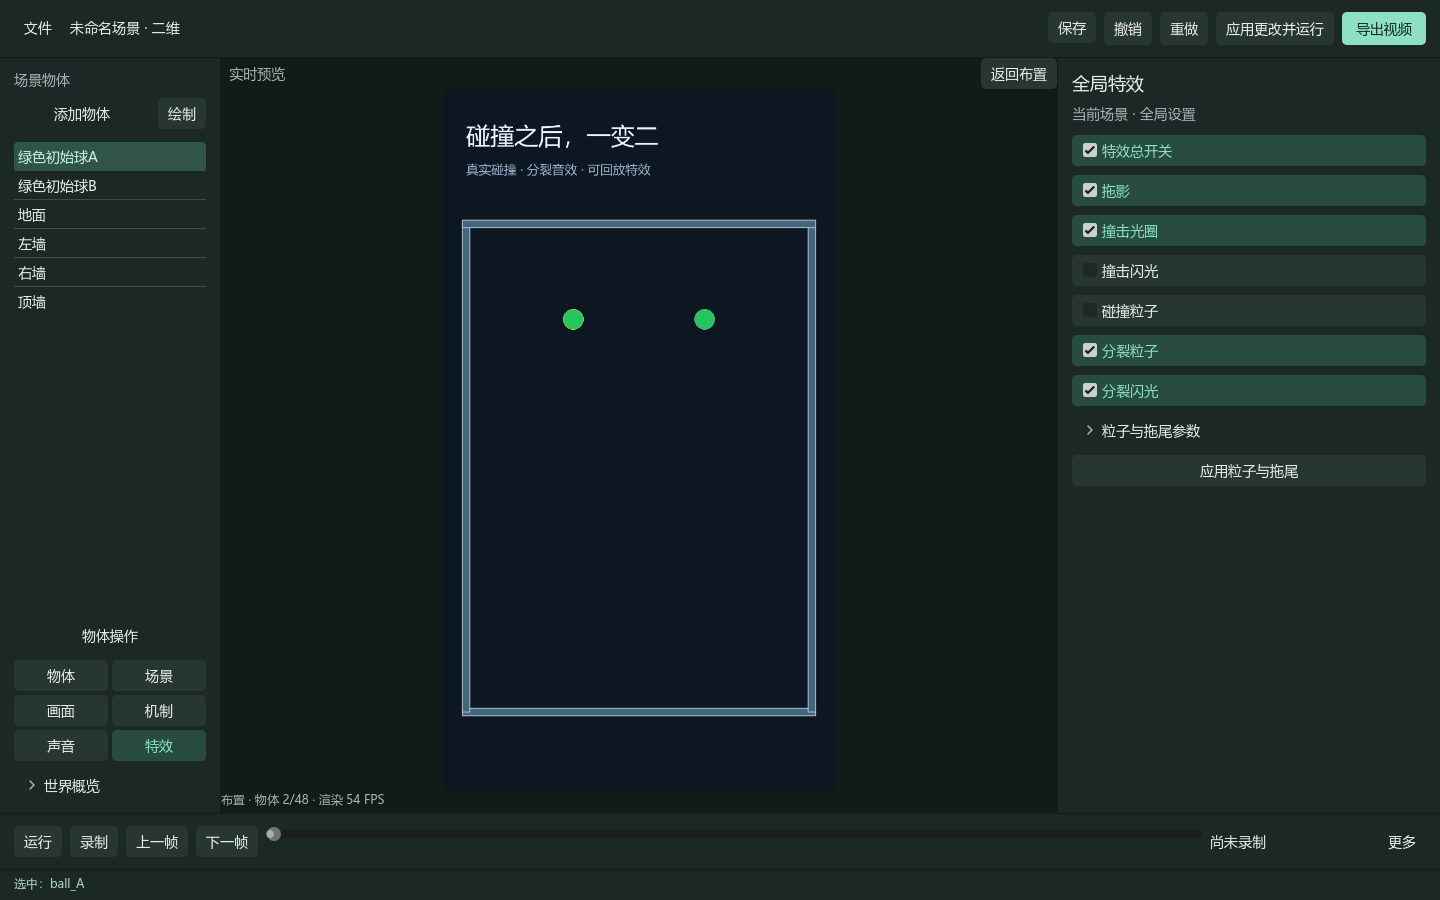 文件 未命名场景 · 二维 保存 撤销 重做 应用更改并运行 导出视频
场景物体
添加物体 绘制
绿色初始球A
绿色初始球B
地面
左墙
右墙
顶墙
物体操作
物体 场景
画面 机制
声音 特效
世界概览
实时预览 返回布置
碰撞之后，一变二
真实碰撞 · 分裂音效 · 可回放特效
布置 · 物体 2/48 · 渲染 54 FPS
全局特效
当前场景 · 全局设置
特效总开关
拖影
撞击光圈
撞击闪光
碰撞粒子
分裂粒子
分裂闪光
粒子与拖尾参数
应用粒子与拖尾
运行 录制 上一帧 下一帧 尚未录制 更多
选中：ball_A